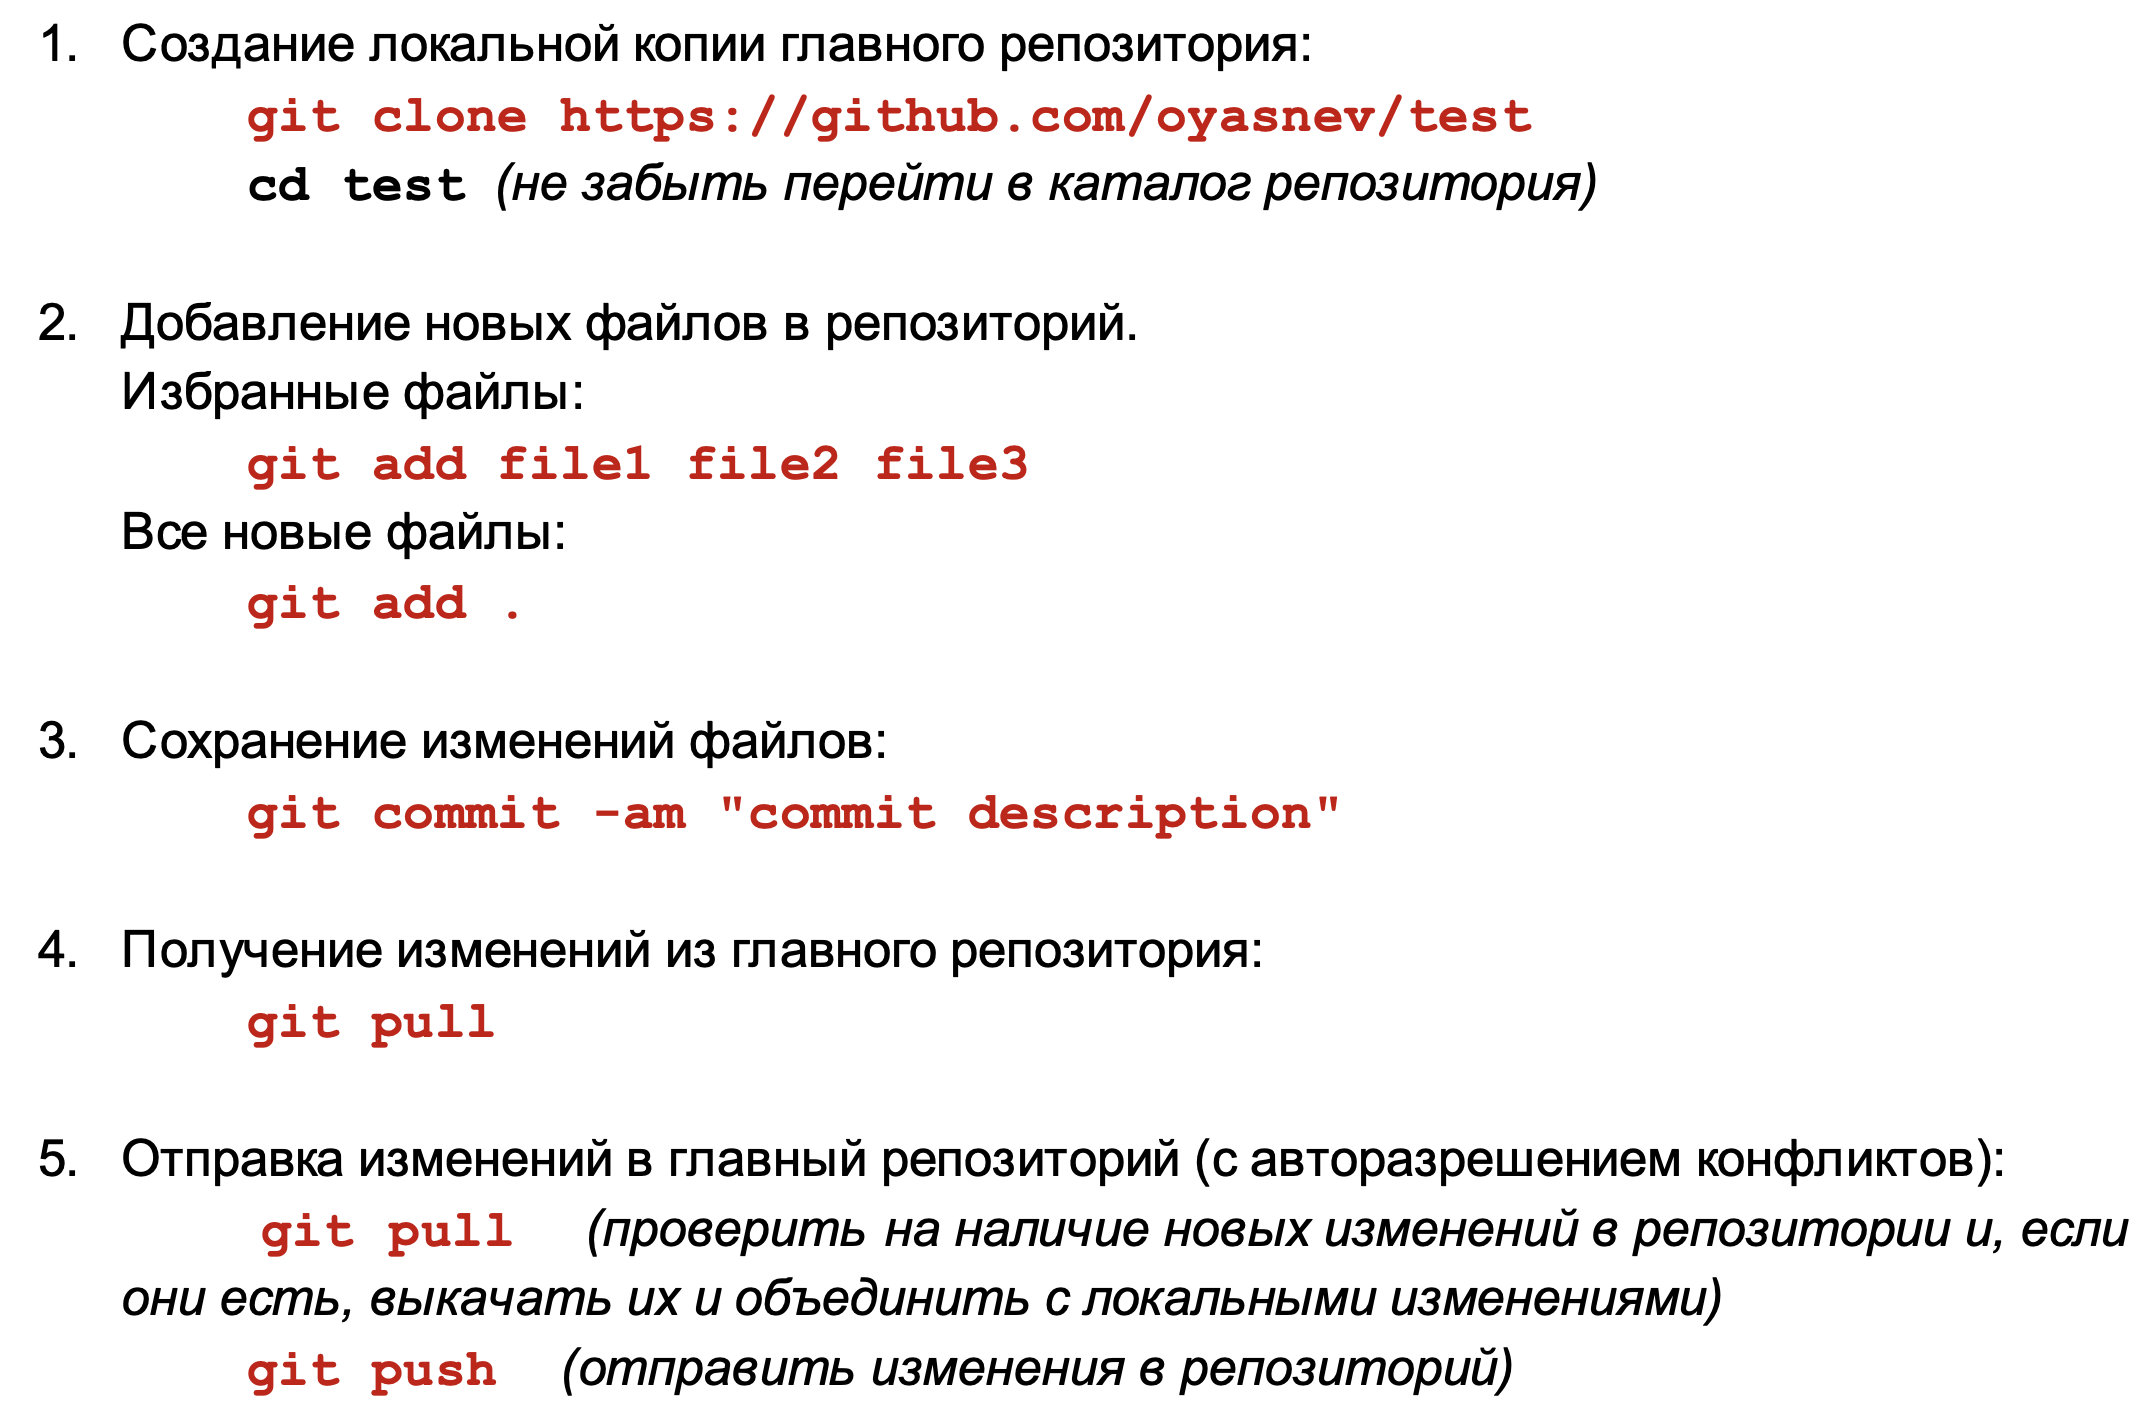 1. Создание локальной копии главного репозитория:
git clone https://github.com/oyasnev/test
cd test (не забыть перейти в каталог репозитория)
2. Добавление новых файлов в репозиторий.
Избранные файлы:
git add file1 file2 file3
Все новые файлы:
git add .
3. Сохранение изменений файлов:
git commit -am "commit description"
4. Получение изменений из главного репозитория:
git pull
5. Отправка изменений в главный репозиторий (с авторазрешением конфликтов):
git pull (проверить на наличие новых изменений в репозитории и, если
они есть, выкачать их и объединить с локальными изменениями)
git push (отправить изменения в репозиторий)